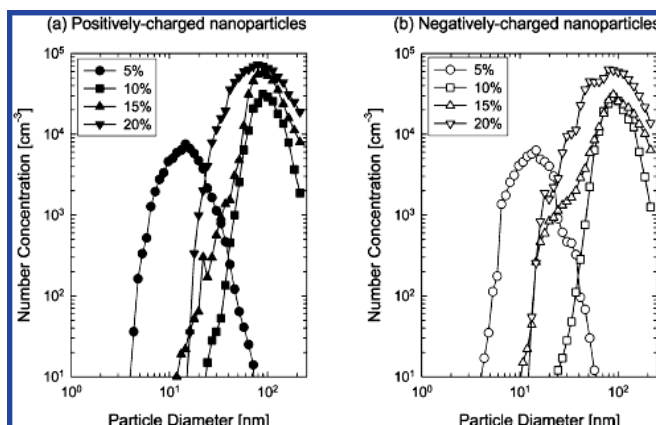 (a) Positively-charged nanoparticles
(b) Negatively-charged nanoparticles
Number Concentration [cm⁻³]
10⁵
10⁴
10³
10²
10¹
5%
10%
15%
20%
10⁰ 10¹ 10²
Particle Diameter [nm]
Number Concentration [cm⁻³]
10⁵
10⁴
10³
10²
10¹
5%
10%
15%
20%
10⁰ 10¹ 10²
Particle Diameter [nm]